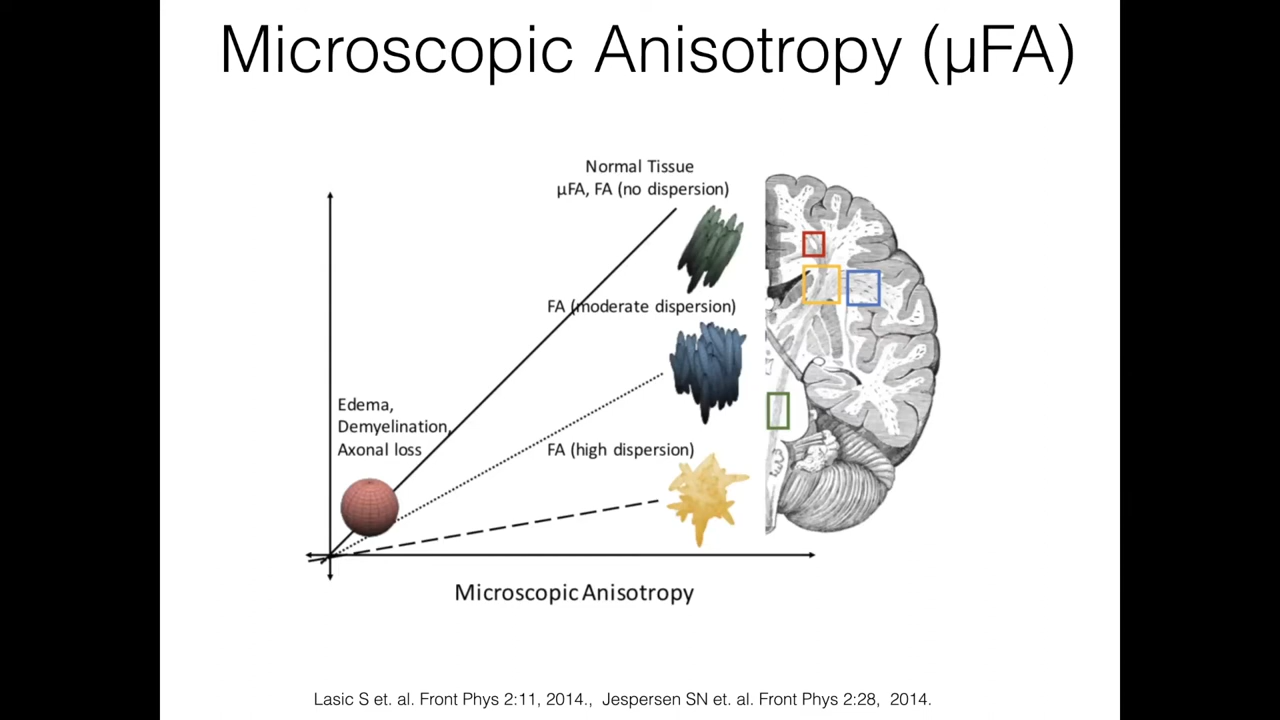 Microscopic Anisotropy (µFA)
Normal Tissue
µFA, FA (no dispersion)
FA (moderate dispersion)
Edema,
Demyelination,
Axonal loss
FA (high dispersion)
Microscopic Anisotropy
Lasic S et. al. Front Phys 2:11, 2014., Jespersen SN et. al. Front Phys 2:28, 2014.